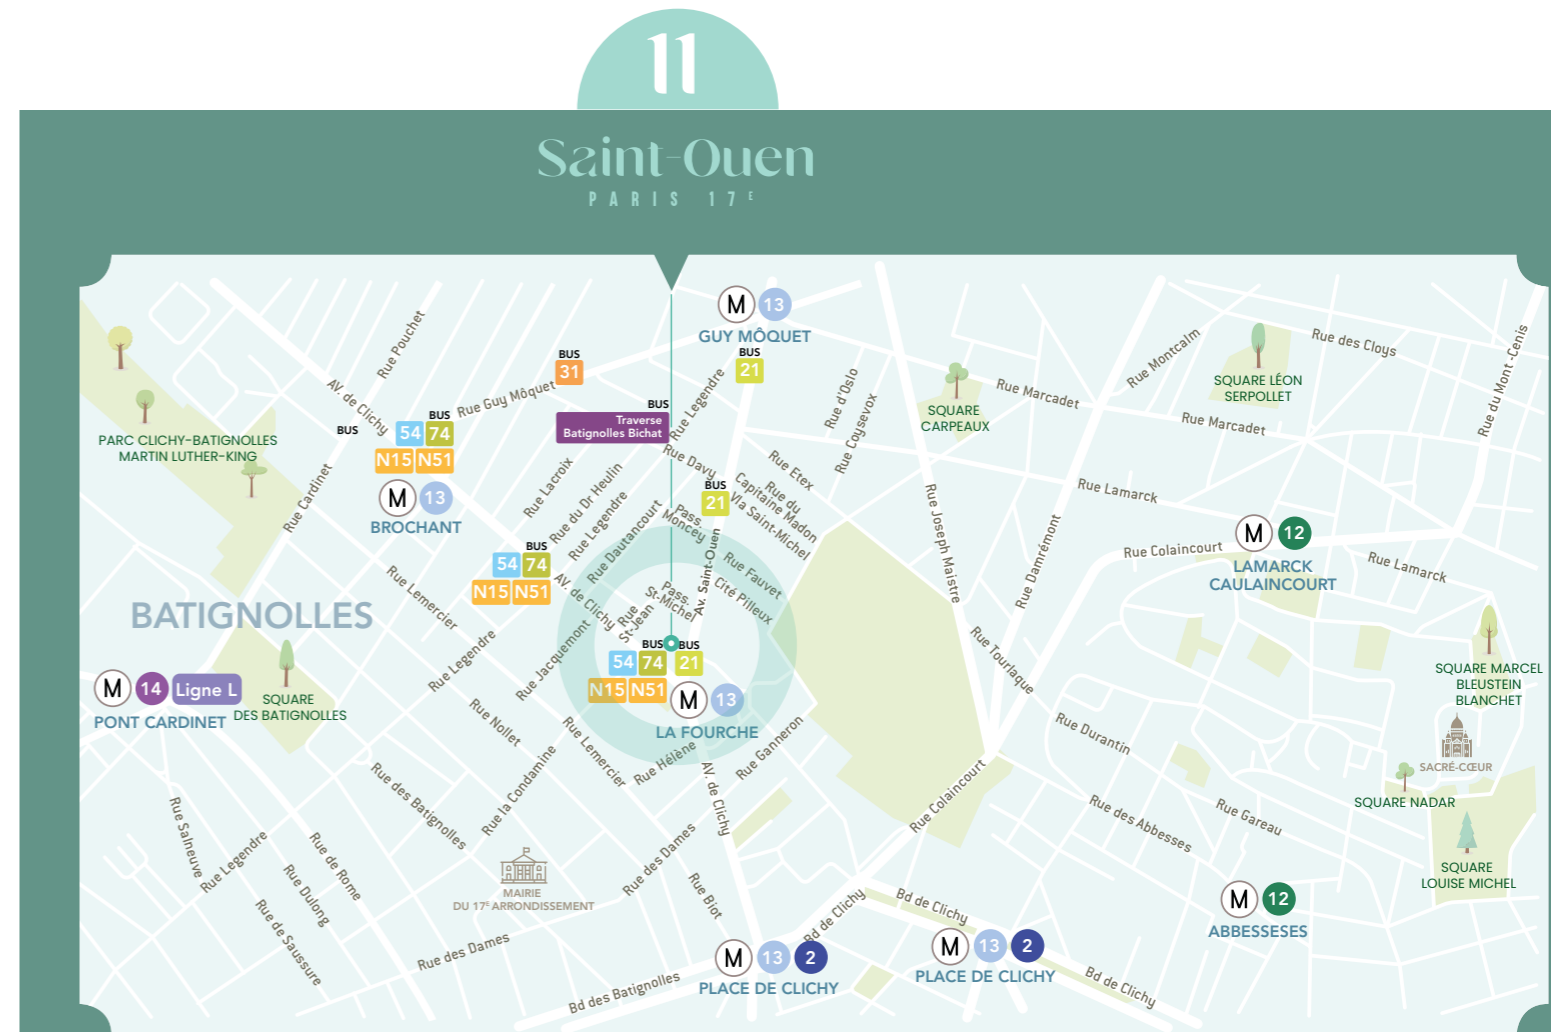 11
Saint-Ouen
PARIS 17E
M 13
GUY MÔQUET
BUS
21
BUS
31
Rue Pouchet
AV. de Clichy
Rue Guy Môquet
BUS
Traverse
Batignolles Bichat
Rue Legendre
Rue d'Oslo
Rue Coysevox
SQUARE
CARPEAUX
Rue Marcadet
Rue Montcalm
SQUARE LÉON
SERPOLLET
Rue des Cloys
Rue du Mont -Cenis
Rue Marcadet
PARC CLICHY-BATIGNOLLES
MARTIN LUTHER-KING
BUS
BUS
54 74
N15 N51
M 13
BROCHANT
Rue Cardinet
Rue Lacroix
Rue du Dr Heulin
Rue Legendre
Rue Dautancourt
Rue Davy
Pass.
Moncey
BUS
21
Rue Etex
Rue du
Capitaine Madon
Vla Saint-Michel
Av. Saint-Ouen
Rue Fauvet
Cité Pilleux
Rue Joseph Maistre
Rue Damrémont
Rue Lamarck
Rue Colaincourt
M 12
LAMARCK
CAULAINCOURT
Rue Lamarck
BUS
54 74
N15 N51
AV. de Clichy
Rue Lemercier
BATIGNOLLES
Rue Legendre
Rue Jacquemont
Rue
St-Jean
Pass.
St-Michel
BUS BUS
54 74 21
N15 N51
M 13
LA FOURCHE
M 14 Ligne L
PONT CARDINET
SQUARE
DES BATIGNOLLES
Rue Nollet
Rue Lemercier
Rue Hélène
Rue Ganneron
AV. de Clichy
Rue Tourlaque
Rue Durantin
Rue Colaincourt
Rue des Abbesses
Rue Gareau
SQUARE MARCEL
BLEUSTEIN
BLANCHET
SACRÉ-CŒUR
SQUARE NADAR
SQUARE
LOUISE MICHEL
Rue Salneuve
Rue Legendre
Rue des Batignolles
Rue la Condamine
Rue de Rome
Rue Dulong
Rue de Saussure
MAIRIE
DU 17E ARRONDISSEMENT
Rue des Dames
Rue des Dames
Rue Biot
Bd des Batignolles
Bd de Clichy
M 13 2
PLACE DE CLICHY
Bd de Clichy
M 13 2
PLACE DE CLICHY
Bd de Clichy
M 12
ABBESSESES